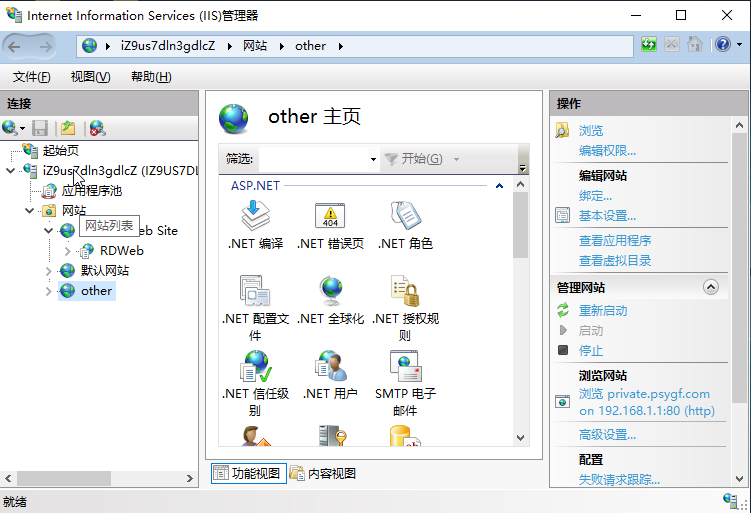 Internet Information Services (IIS)管理器
iZ9us7dln3gdlcZ 网站 other
文件(F) 视图(V) 帮助(H)
连接
起始页
iZ9us7dln3gdlcZ (IZ9US7DL
应用程序池
网站
网站列表
b Site
RDWeb
默认网站
other
other 主页
筛选: 开始(G)
ASP.NET
.NET 编译 .NET 错误页 .NET 角色
404
.NET 配置文件 .NET 全球化 .NET 授权规则
.NET 信任级别 .NET 用户 SMTP 电子邮件
功能视图 内容视图
操作
浏览
编辑权限...
编辑网站
绑定...
基本设置...
查看应用程序
查看虚拟目录
管理网站
重新启动
启动
停止
浏览网站
浏览 private.psygf.com
on 192.168.1.1:80 (http)
高级设置...
配置
失败请求跟踪...
就绪